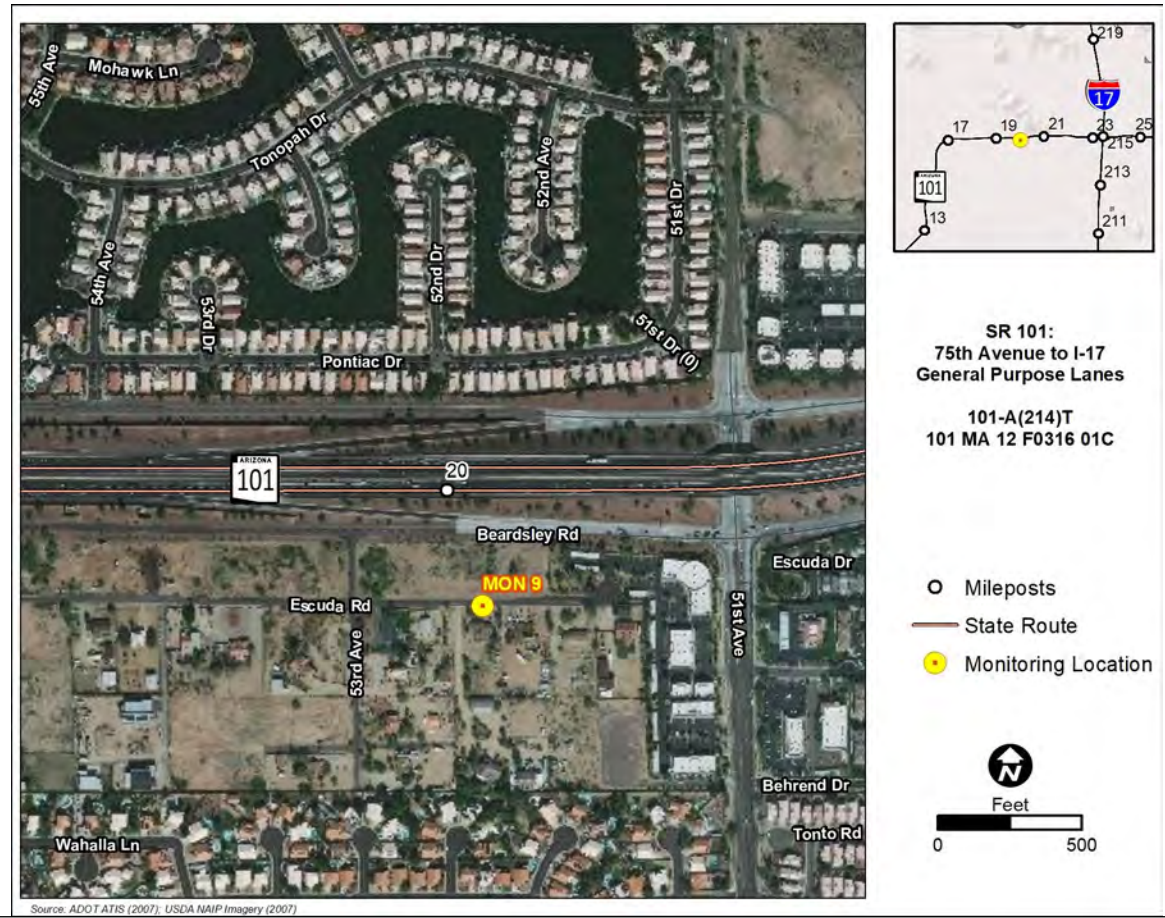 Mohawk Ln
55th Ave
Tonopah Dr
52nd Ave
51st Dr
54th Ave
52nd Dr
53rd Dr
51st Dr (0)
Pontiac Dr
ARIZONA
101
20
Beardsley Rd
Escuda Dr
MON 9
Escuda Rd
51st Ave
53rd Ave
Behrend Dr
Wahalla Ln
Tonto Rd
Source: ADOT ATIS (2007); USDA NAIP Imagery (2007)
219
17
17
19
21
23
25
215
ARIZONA
101
213
13
211
SR 101:
75th Avenue to I-17
General Purpose Lanes
101-A(214)T
101 MA 12 F0316 01C
Mileposts
State Route
Monitoring Location
N
Feet
0 500